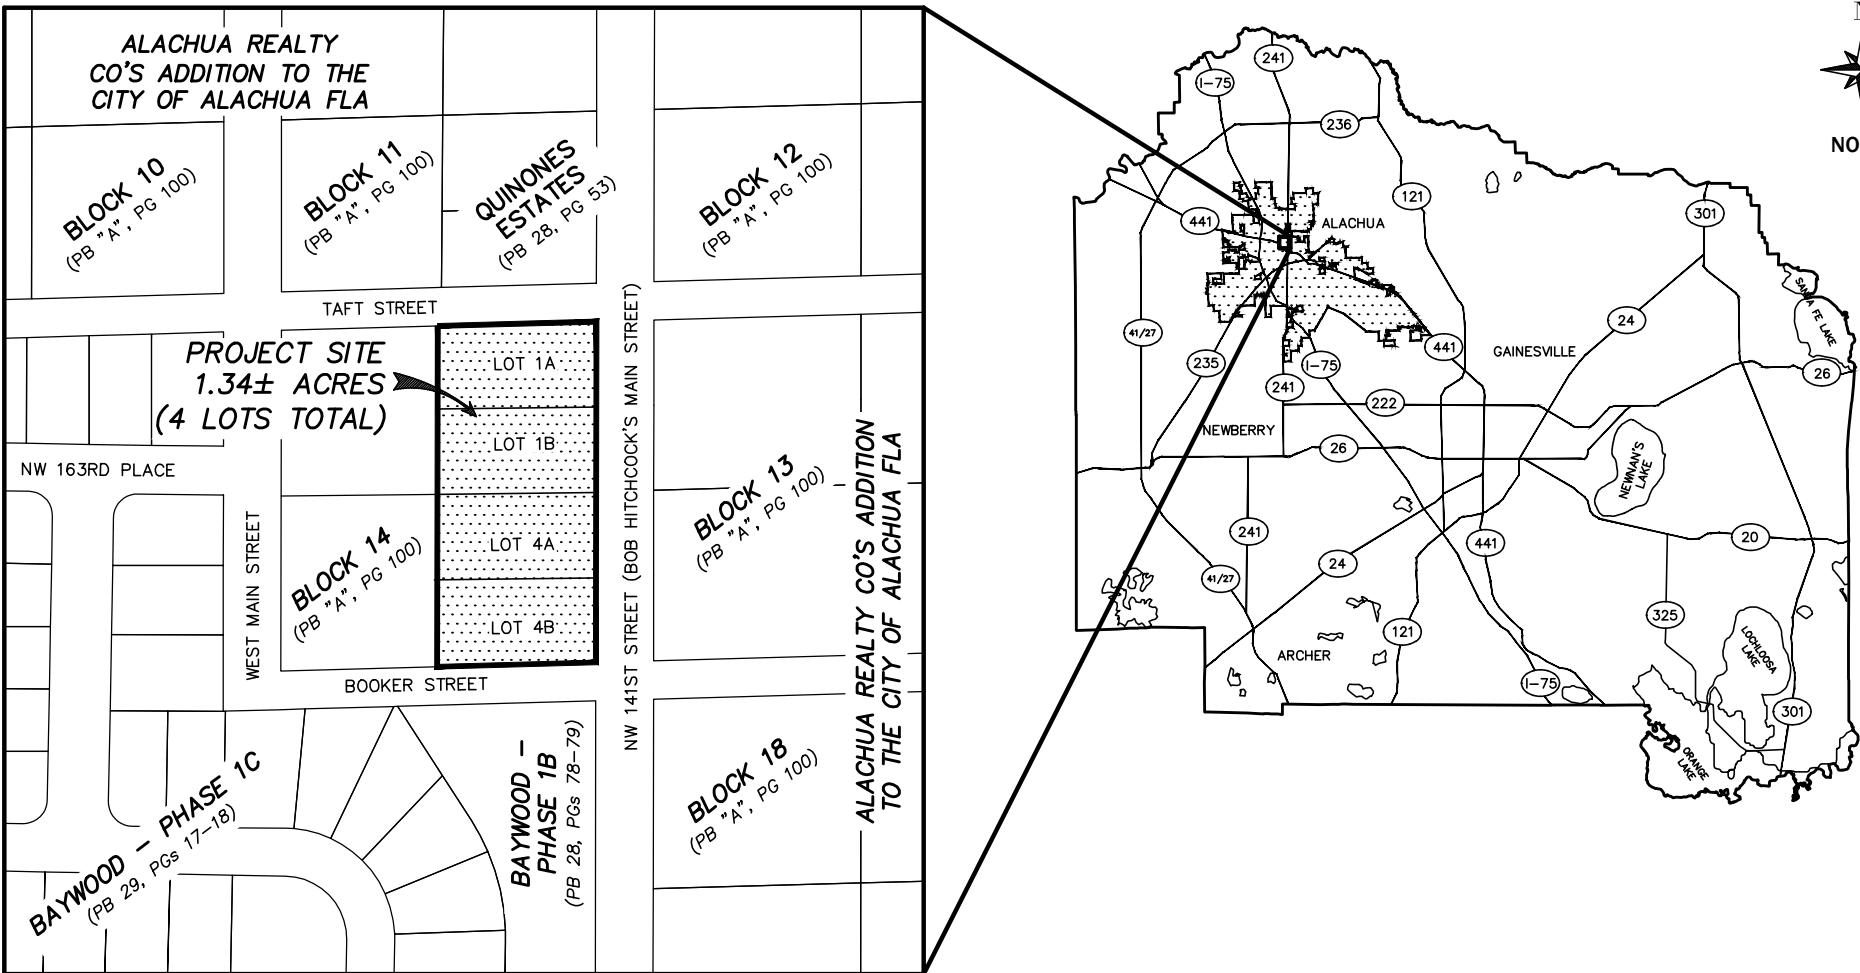 ALACHUA REALTY
CO'S ADDITION TO THE
CITY OF ALACHUA FLA
BLOCK 10
(PB "A", PG 100)
BLOCK 11
(PB "A", PG 100)
QUINONES
ESTATES
(PB 28, PG 53)
BLOCK 12
(PB "A", PG 100)
TAFT STREET
PROJECT SITE
1.34± ACRES
(4 LOTS TOTAL)
LOT 1A
LOT 1B
LOT 4A
LOT 4B
NW 163RD PLACE
WEST MAIN STREET
BLOCK 14
(PB "A", PG 100)
NW 141ST STREET (BOB HITCHCOCK'S MAIN STREET)
BLOCK 13
(PB "A", PG 100)
ALACHUA REALTY CO'S ADDITION
TO THE CITY OF ALACHUA FLA
BOOKER STREET
BAYWOOD – PHASE 1C
(PB 29, PGs 17–18)
BAYWOOD –
PHASE 1B
(PB 28, PGs 78–79)
BLOCK 18
(PB "A", PG 100)
241
I–75
236
121
441
ALACHUA
301
41/27
235
I–75
241
441
GAINESVILLE
24
SANTA FE LAKE
26
222
NEWBERRY
26
NEWNAN'S
LAKE
241
24
441
20
41/27
121
ARCHER
325
LOCHLOOSA
LAKE
I–75
301
ORANGE
LAKE
NO